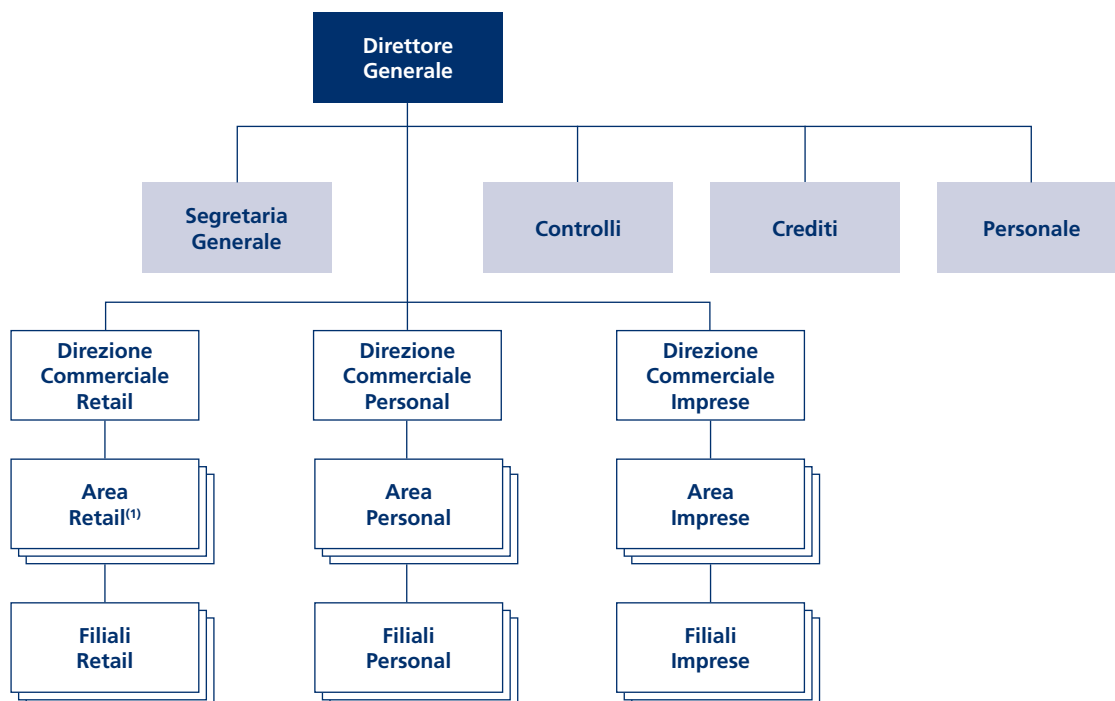 Direttore
Generale
Segretaria
Generale
Controlli
Crediti
Personale
Direzione
Commerciale
Retail
Direzione
Commerciale
Personal
Direzione
Commerciale
Imprese
Area
Retail(1)
Area
Personal
Area
Imprese
Filiali
Retail
Filiali
Personal
Filiali
Imprese